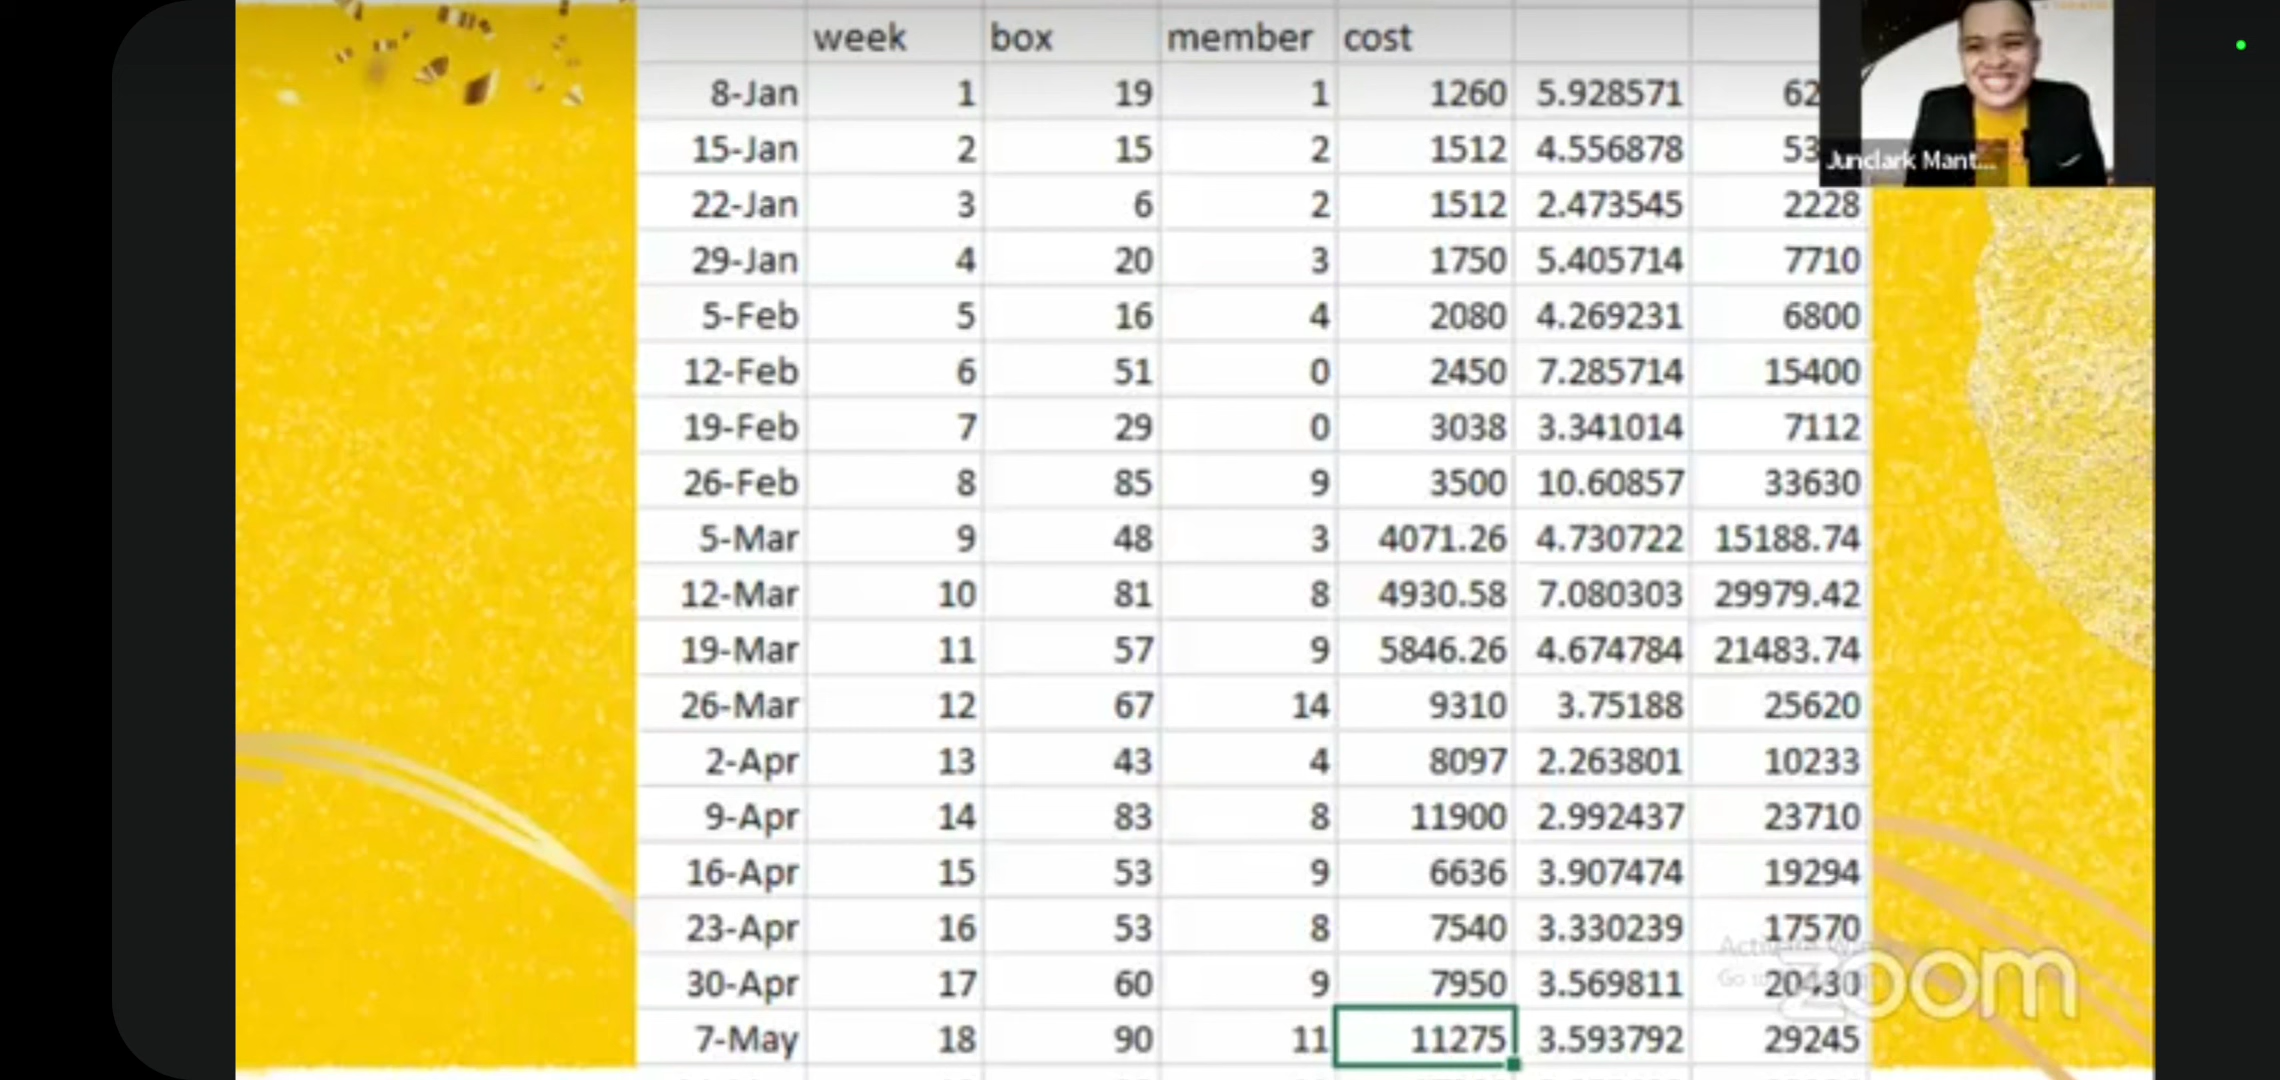 week box member cost
8-Jan 1 19 1 1260 5.928571 62
15-Jan 2 15 2 1512 4.556878 53
Junclark Mant...
22-Jan 3 6 2 1512 2.473545 2228
29-Jan 4 20 3 1750 5.405714 7710
5-Feb 5 16 4 2080 4.269231 6800
12-Feb 6 51 0 2450 7.285714 15400
19-Feb 7 29 0 3038 3.341014 7112
26-Feb 8 85 9 3500 10.60857 33630
5-Mar 9 48 3 4071.26 4.730722 15188.74
12-Mar 10 81 8 4930.58 7.080303 29979.42
19-Mar 11 57 9 5846.26 4.674784 21483.74
26-Mar 12 67 14 9310 3.75188 25620
2-Apr 13 43 4 8097 2.263801 10233
9-Apr 14 83 8 11900 2.992437 23710
16-Apr 15 53 9 6636 3.907474 19294
23-Apr 16 53 8 7540 3.330239 17570
30-Apr 17 60 9 7950 3.569811 20430
zoom
7-May 18 90 11 11275 3.593792 29245